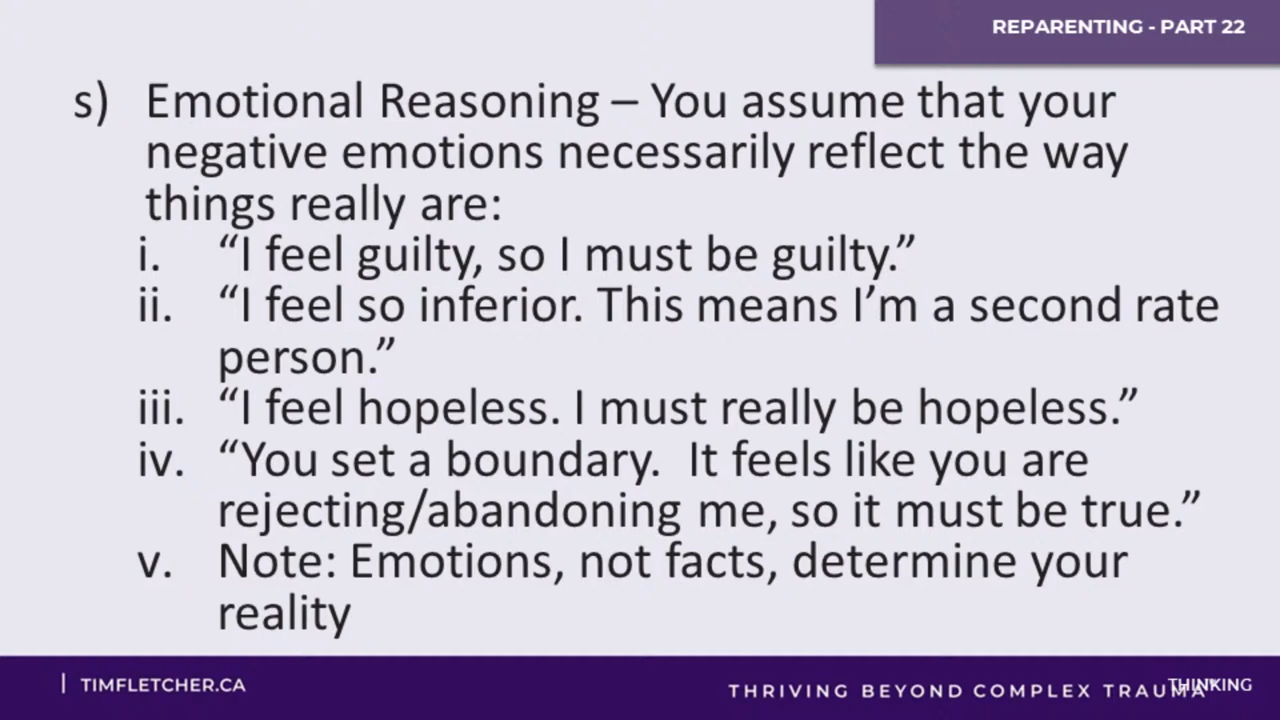 REPARENTING - PART 22
s) Emotional Reasoning – You assume that your
negative emotions necessarily reflect the way
things really are:
i. “I feel guilty, so I must be guilty.”
ii. “I feel so inferior. This means I’m a second rate
person.”
iii. “I feel hopeless. I must really be hopeless.”
iv. “You set a boundary.  It feels like you are
rejecting/abandoning me, so it must be true.”
v. Note: Emotions, not facts, determine your
reality
| TIMFLETCHER.CA
THRIVING BEYOND COMPLEX TRAUMA
THINKING